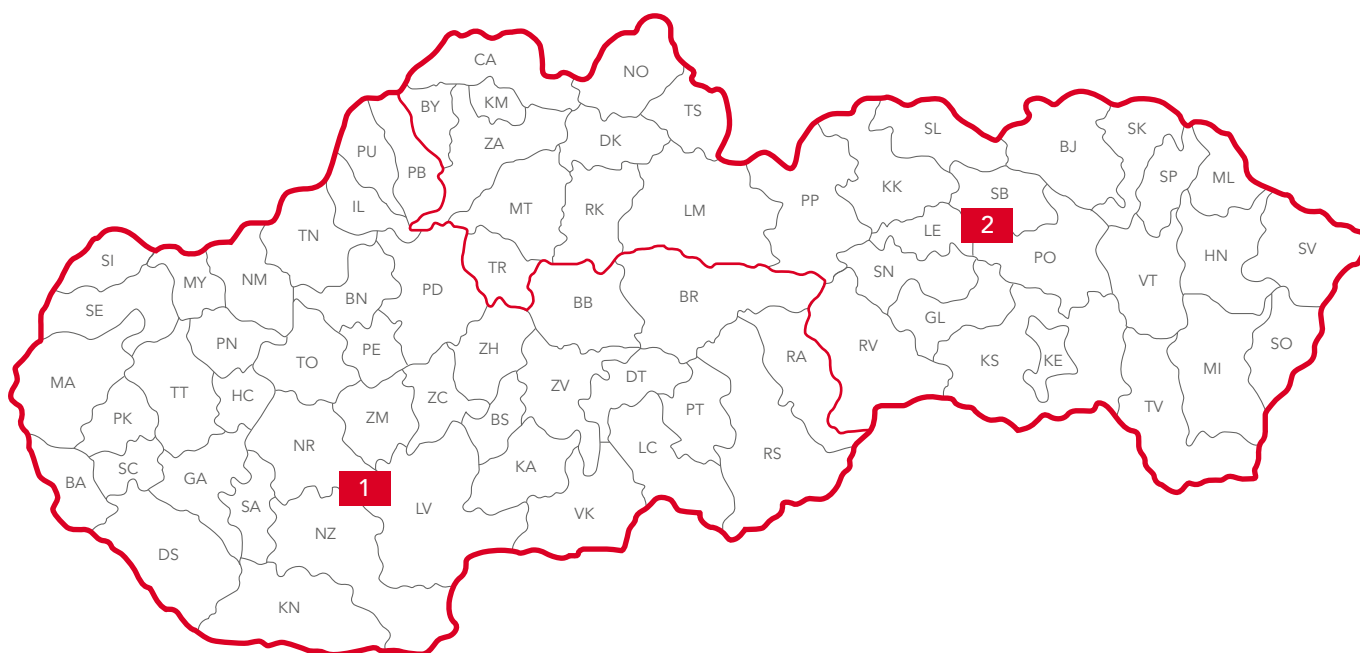 CA
NO
BY
KM
TS
SL
SK
BJ
PU
ZA
DK
PB
SP
ML
KK
SB
IL
MT
RK
LM
PP
2
LE
TN
SI
PO
HN
SV
MY
NM
TR
SN
VT
PD
BN
BB
BR
SE
GL
PN
PE
ZH
TO
RV
SO
RA
KS
KE
MI
MA
DT
ZV
TT
HC
ZC
PT
TV
PK
ZM
BS
NR
LC
RS
SC
KA
GA
BA
1
SA
LV
VK
NZ
DS
KN